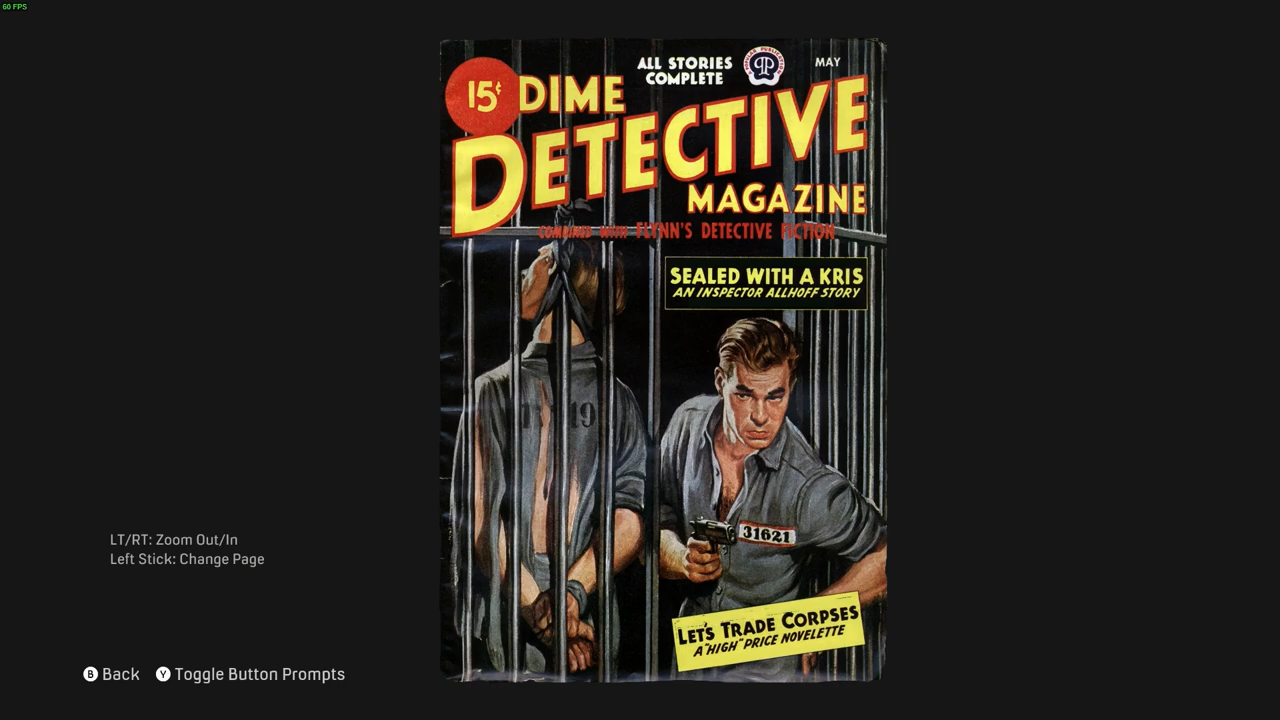 60 FPS
ALL STORIES
COMPLETE
MAY
15¢
DIME
DETECTIVE
MAGAZINE
COMBINED WITH FLYNN'S DETECTIVE FICTION
SEALED WITH A KRIS
AN INSPECTOR ALLHOFF STORY
19
31621
LET'S TRADE CORPSES
A "HIGH" PRICE NOVELETTE
LT/RT: Zoom Out/In
Left Stick: Change Page
B Back
Y Toggle Button Prompts